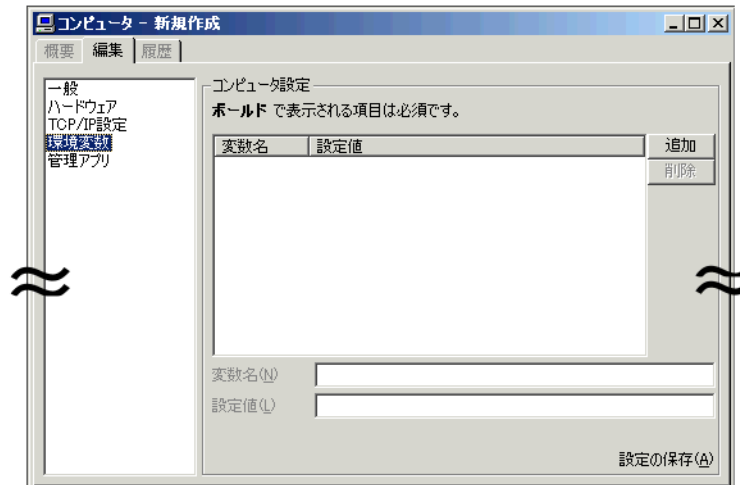 コンピュータ - 新規作成
概要 編集 履歴
一般
ハードウェア
TCP/IP設定
環境変数
管理アプリ
コンピュータ設定
ボールド で表示される項目は必須です。
変数名 設定値
追加
削除
変数名(N)
設定値(L)
設定の保存(A)